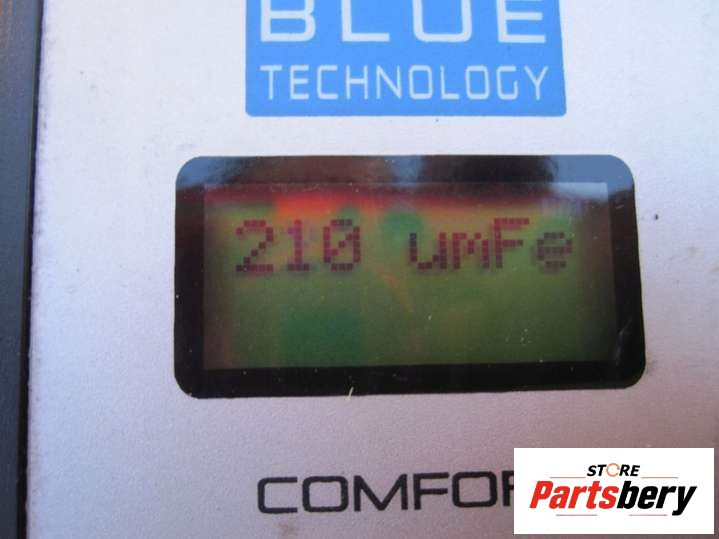 BLUE
TECHNOLOGY
210 umFe
COMFOR
STORE
Partsbery